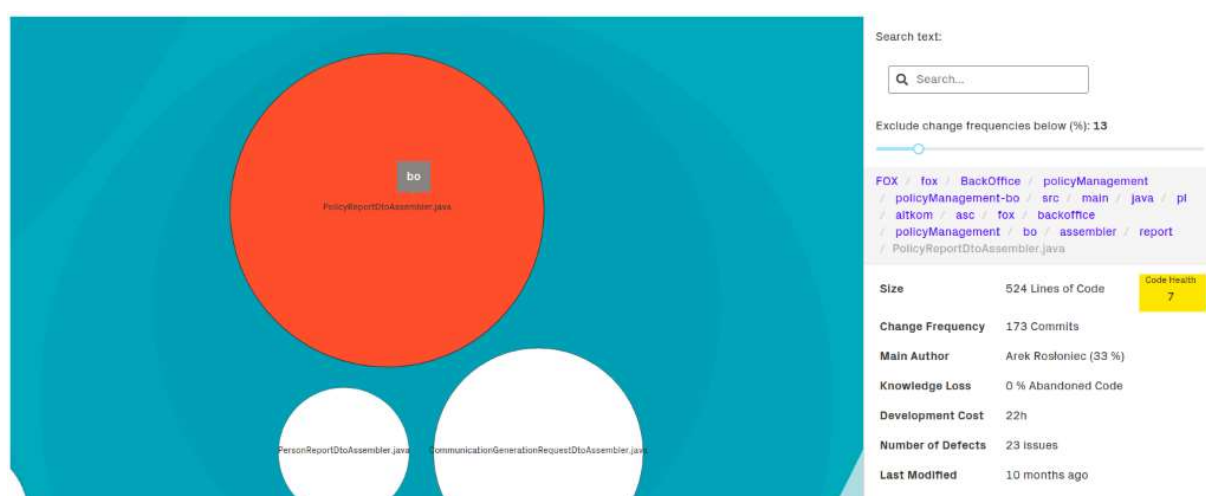 bo
PolicyReportDtoAssembler.java
PersonReportDtoAssembler.java
CommunicationGenerationRequestDtoAssembler.java
Search text:
Search...
Exclude change frequencies below (%): 13
FOX / fox / BackOffice / policyManagement
/ policyManagement-bo / src / main / java / pl
/ altkom / asc / fox / backoffice
/ policyManagement / bo / assembler / report
/ PolicyReportDtoAssembler.java
Size 524 Lines of Code
Code Health
7
Change Frequency 173 Commits
Main Author Arek Rosłoniec (33 %)
Knowledge Loss 0 % Abandoned Code
Development Cost 22h
Number of Defects 23 issues
Last Modified 10 months ago